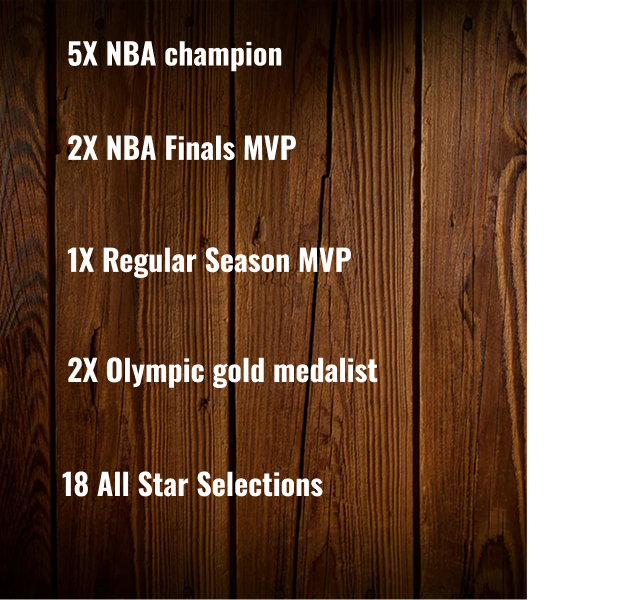 5X NBA champion
2X NBA Finals MVP
1X Regular Season MVP
2X Olympic gold medalist
18 All Star Selections